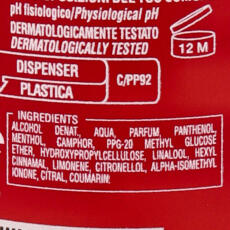 pH fisiologico/Physiological pH
DERMATOLOGICAMENTE TESTATO
DERMATOLOGICALLY TESTED
12 M
DISPENSER
PLASTICA
C/PP92
INGREDIENTS
ALCOHOL DENAT., AQUA, PARFUM, PANTHENOL,
MENTHOL, CAMPHOR, PPG-20 METHYL GLUCOSE
ETHER, HYDROXYPROPYLCELLULOSE, LINALOOL, HEXYL
CINNAMAL, LIMONENE, CITRONELLOL, ALPHA-ISOMETHYL
IONONE, CITRAL, COUMARIN.